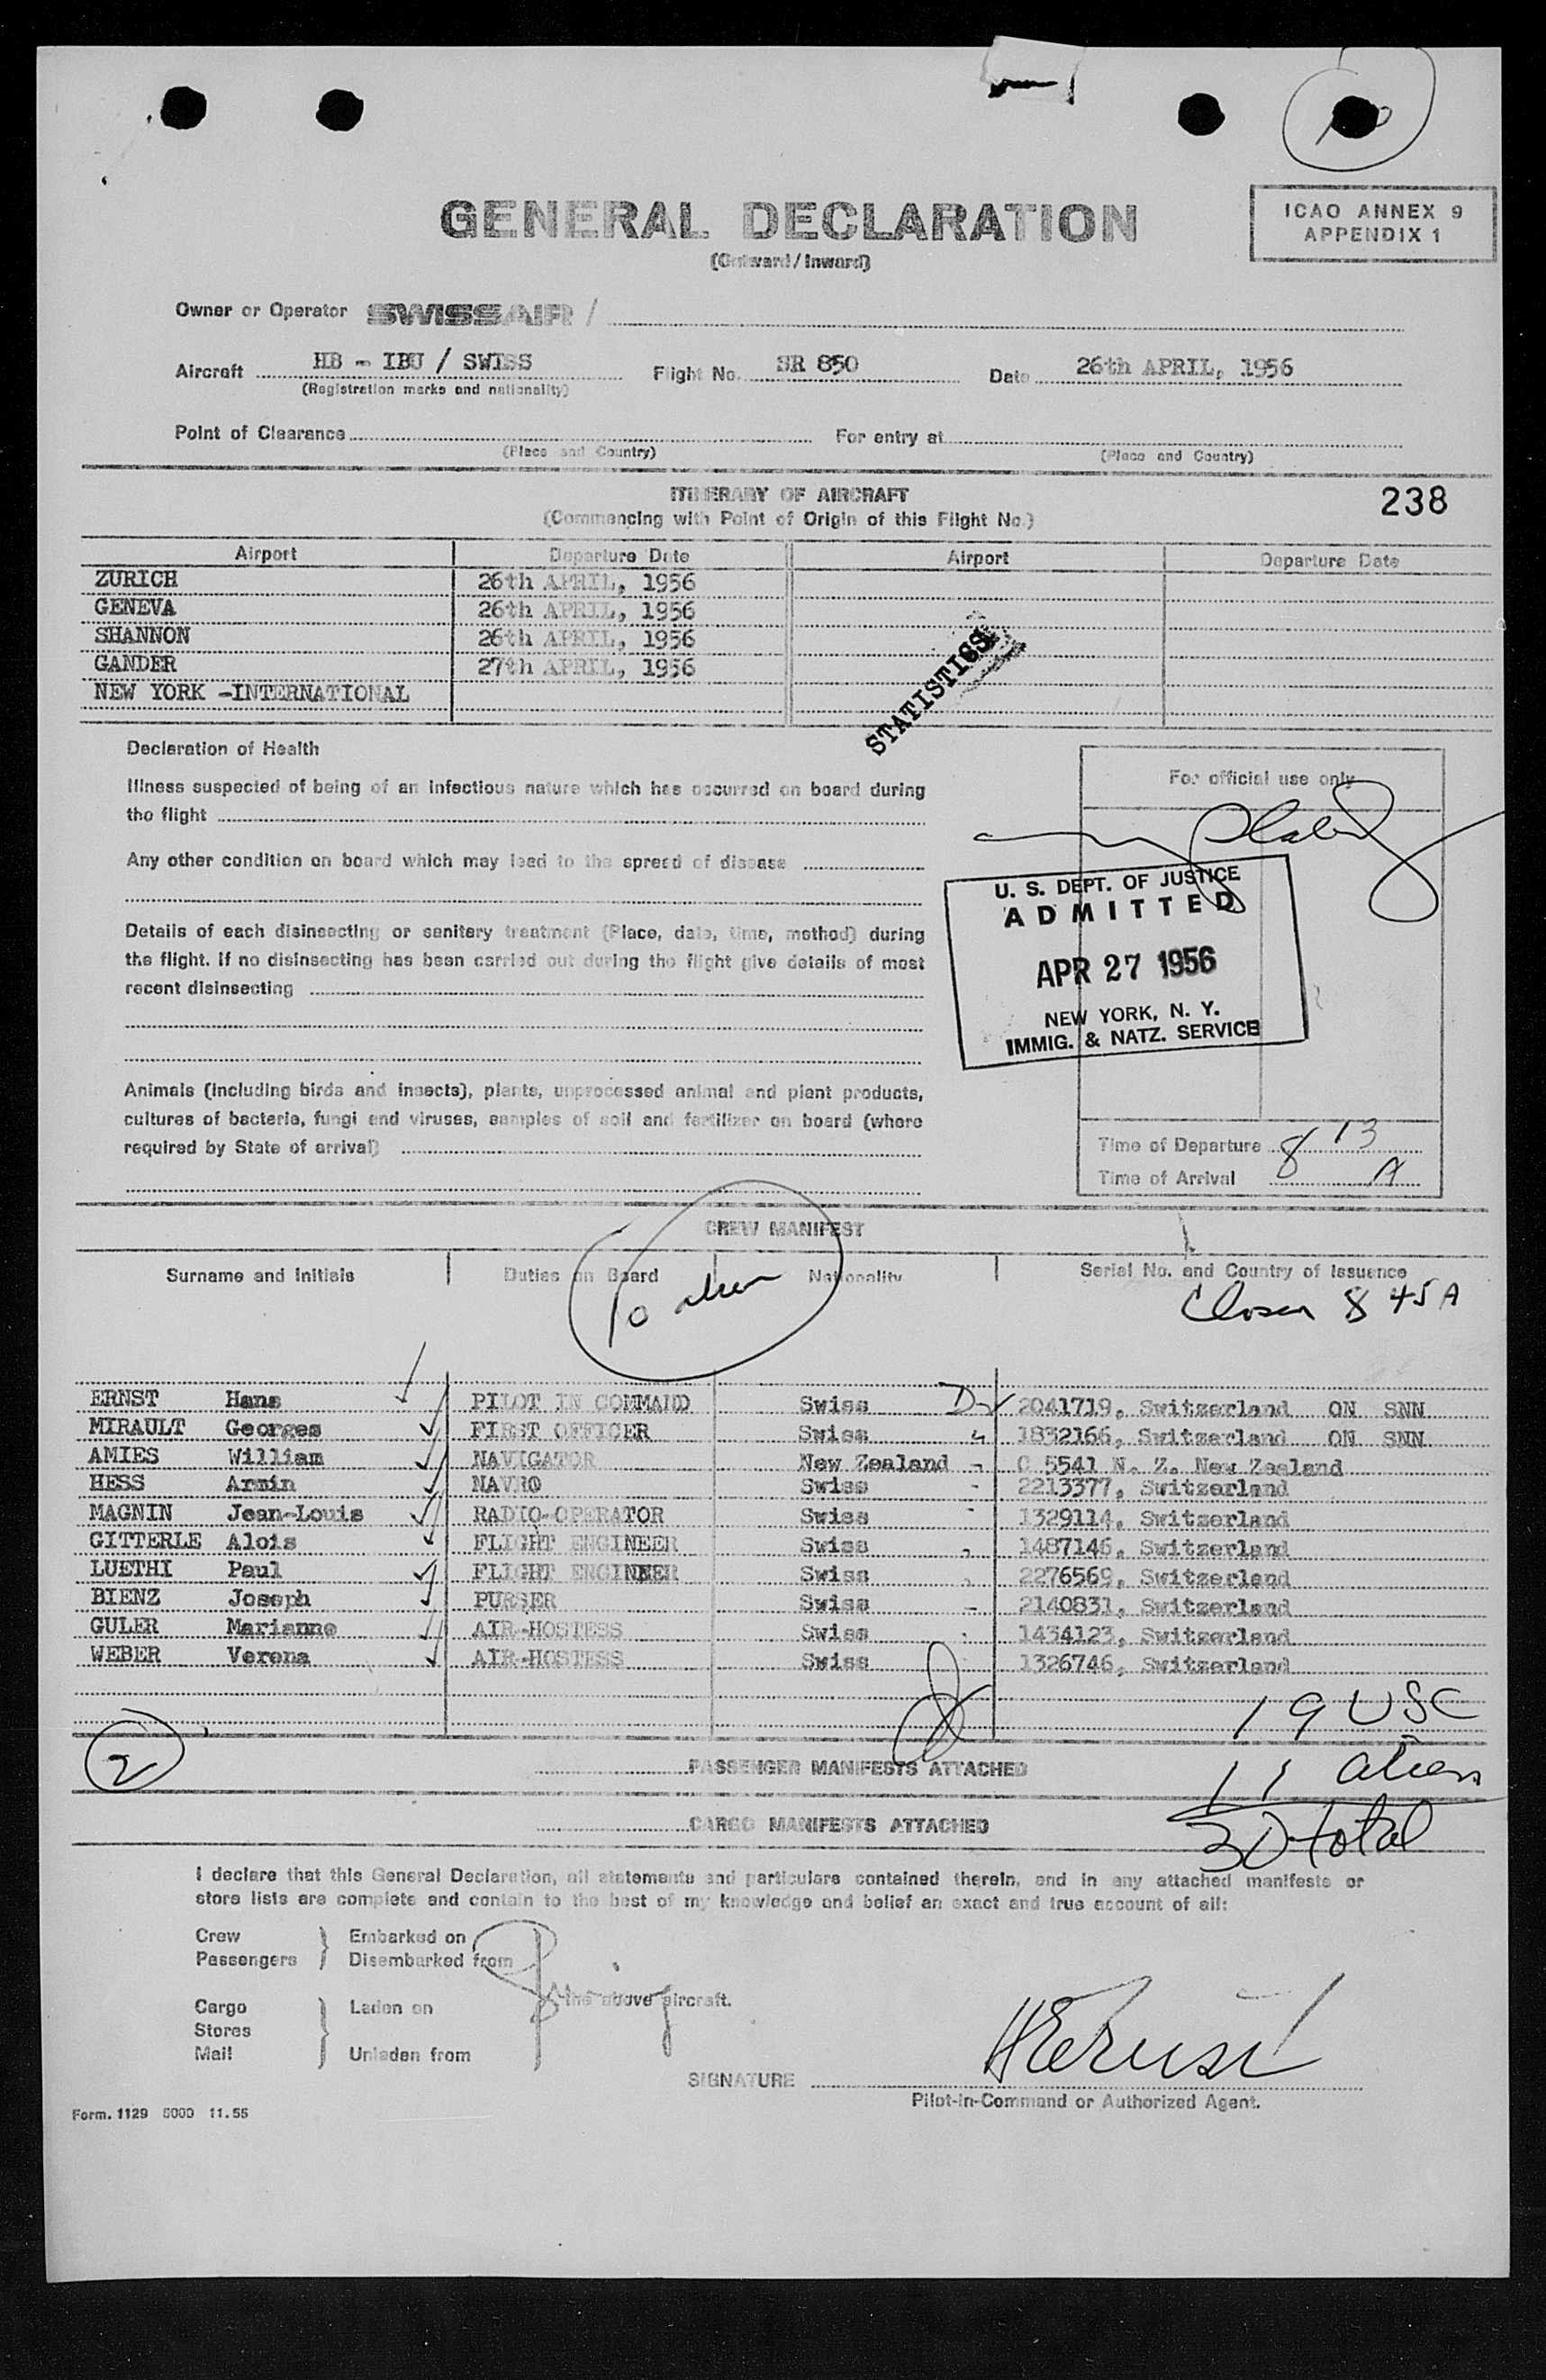 GENERAL DECLARATION
(Outward/Inward)
ICAO ANNEX 9
APPENDIX 1
Owner or Operator SWISSAIR /
Aircraft HB - IBU / SWISS Flight No. SR 850 Date 26th APRIL, 1956
(Registration marks and nationality)
Point of Clearance For entry at
(Place and Country) (Place and Country)
ITINERARY OF AIRCRAFT
(Commencing with Point of Origin of this Flight No.)
238
Airport Departure Date Airport Departure Date
ZURICH 26th APRIL, 1956
GENEVA 26th APRIL, 1956
SHANNON 26th APRIL, 1956
GANDER 27th APRIL, 1956
NEW YORK -INTERNATIONAL
STATISTICS
Declaration of Health
Illness suspected of being of an infectious nature which has occurred on board during
the flight
Any other condition on board which may lead to the spread of disease
Details of each disinsecting or sanitary treatment (Place, date, time, method) during
the flight. If no disinsecting has been carried out during the flight give details of most
recent disinsecting
Animals (including birds and insects), plants, unprocessed animal and plant products,
cultures of bacteria, fungi and viruses, samples of soil and fertilizer on board (where
required by State of arrival)
For official use only
U. S. DEPT. OF JUSTICE
ADMITTED
APR 27 1956
NEW YORK, N. Y.
IMMIG. & NATZ. SERVICE
Time of Departure 8 13
Time of Arrival A
CREW MANIFEST
Surname and Initials Duties on Board Nationality Serial No. and Country of Issuance
10 alien
Closed 8 45 A
ERNST Hans PILOT IN COMMAND Swiss 2041719, Switzerland ON SNN
MIRAULT Georges FIRST OFFICER Swiss 1832166, Switzerland ON SNN
AMIES William NAVIGATOR New Zealand C 5541 N. Z. New Zealand
HESS Armin NAVRO Swiss 2213377, Switzerland
MAGNIN Jean-Louis RADIO-OPERATOR Swiss 1329114, Switzerland
GITTERLE Alois FLIGHT ENGINEER Swiss 1487146, Switzerland
LUETHI Paul FLIGHT ENGINEER Swiss 2276569, Switzerland
BIENZ Joseph PURSER Swiss 2140831, Switzerland
GULER Marianne AIR-HOSTESS Swiss 1434123, Switzerland
WEBER Verena AIR-HOSTESS Swiss 1326746, Switzerland
19 USC
2
PASSENGER MANIFESTS ATTACHED
11 alien
CARGO MANIFESTS ATTACHED
30 total
I declare that this General Declaration, all statements and particulars contained therein, and in any attached manifests or
store lists are complete and contain to the best of my knowledge and belief an exact and true account of all:
Crew Embarked on
Passengers Disembarked from
the above aircraft.
Cargo Laden on
Stores
Mail Unladen from
SIGNATURE
Pilot-in-Command or Authorized Agent.
Form. 1129 5000 11.55